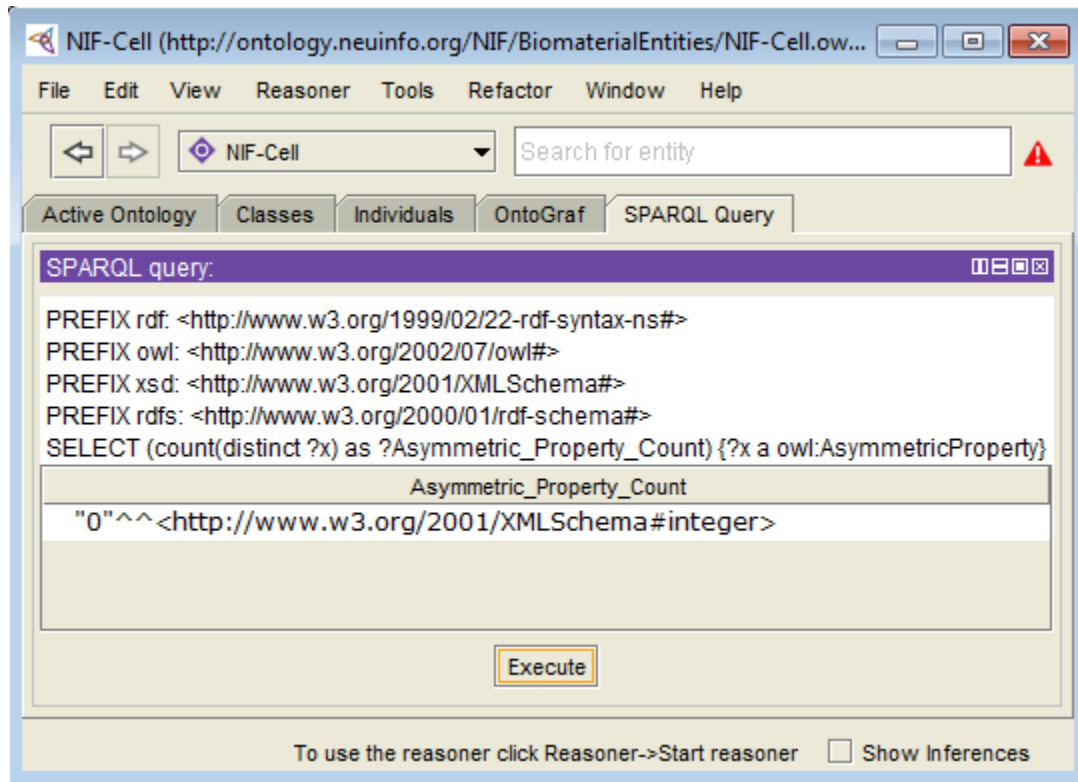 NIF-Cell (http://ontology.neuinfo.org/NIF/BiomaterialEntities/NIF-Cell.ow...
File Edit View Reasoner Tools Refactor Window Help
NIF-Cell Search for entity
Active Ontology Classes Individuals OntoGraf SPARQL Query
SPARQL query:
PREFIX rdf: <http://www.w3.org/1999/02/22-rdf-syntax-ns#>
PREFIX owl: <http://www.w3.org/2002/07/owl#>
PREFIX xsd: <http://www.w3.org/2001/XMLSchema#>
PREFIX rdfs: <http://www.w3.org/2000/01/rdf-schema#>
SELECT (count(distinct ?x) as ?Asymmetric_Property_Count) {?x a owl:AsymmetricProperty}
Asymmetric_Property_Count
"0"^^<http://www.w3.org/2001/XMLSchema#integer>
Execute
To use the reasoner click Reasoner->Start reasoner Show Inferences